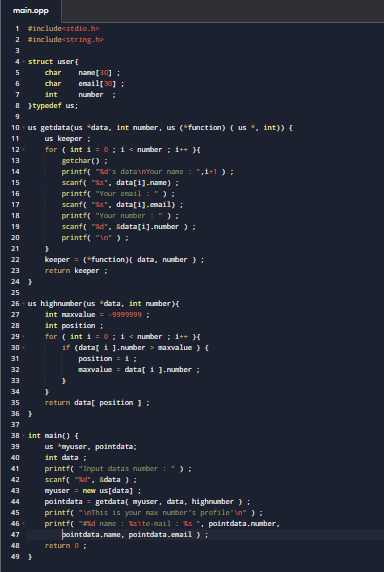 main.opp
1 #include<stdio.h>
2 #include<string.h>
3
4 struct user{
5 char name[30] ;
6 char email[30] ;
7 int number ;
8 }typedef us;
9
10 us getdata(us *data, int number, us (*function) ( us *, int)) {
11 us keeper ;
12 for ( int i = 0 ; i < number ; i++ ){
13 getchar() ;
14 printf( "%d's data\nYour name : ",i+1 ) ;
15 scanf( "%s", data[i].name) ;
16 printf( "Your email : " ) ;
17 scanf( "%s", data[i].email) ;
18 printf( "Your number : " ) ;
19 scanf( "%d", &data[i].number ) ;
20 printf( "\n" ) ;
21 }
22 keeper = (*function)( data, number ) ;
23 return keeper ;
24 }
25
26 us highnumber(us *data, int number){
27 int maxvalue = -9999999 ;
28 int position ;
29 for ( int i = 0 ; i < number ; i++ ){
30 if (data[ i ].number > maxvalue ) {
31 position = i ;
32 maxvalue = data[ i ].number ;
33 }
34 }
35 return data[ position ] ;
36 }
37
38 int main() {
39 us *myuser, pointdata;
40 int data ;
41 printf( "Input datas number : " ) ;
42 scanf( "%d", &data ) ;
43 myuser = new us[data] ;
44 pointdata = getdata( myuser, data, highnumber ) ;
45 printf( "\nThis is your max number's profile'\n" ) ;
46 printf( "#%d name : %s\te-mail : %s ", pointdata.number,
47 pointdata.name, pointdata.email ) ;
48 return 0 ;
49 }